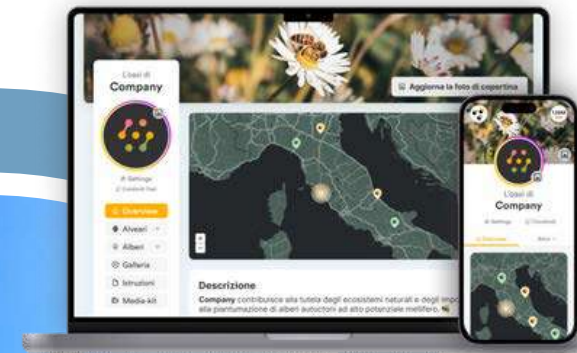 L'oasi di
Company
Aggiorna la foto di copertina
Settings
Overview
Alveari
Alberi
Galleria
Istruzioni
Media-kit
Descrizione
Company contribuisce alla tutela degli ecosistemi naturali e degli
alla piantumazione di alberi autoctoni ad alto potenziale mellifero.
L'oasi di
Company
Settings
Overview